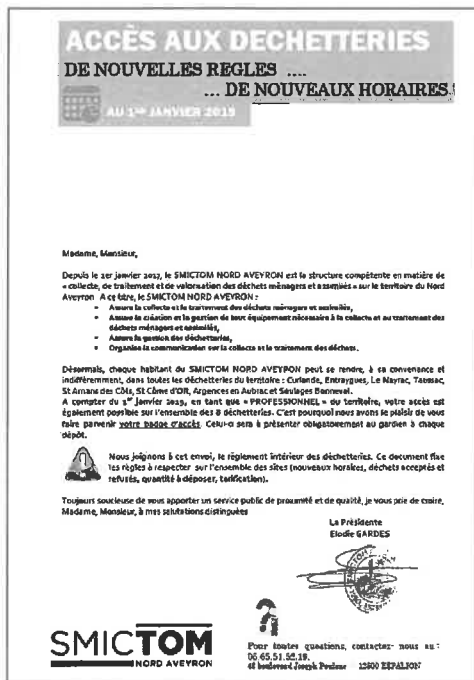 ACCÈS AUX DECHETTERIES
DE NOUVELLES REGLES ....
... DE NOUVEAUX HORAIRES !
AU 1ER JANVIER 2019
Madame, Monsieur,
Depuis le 1er janvier 2017, le SMICTOM NORD AVEYRON est la structure compétente en matière de
« collecte, de traitement et de valorisation des déchets ménagers et assimilés » sur le territoire du Nord
Aveyron A ce titre, le SMICTOM NORD AVEYRON :
- Assure la collecte et le traitement des déchets ménagers et assimilés,
- Assure la création et la gestion de tout équipement nécessaire à la collecte et au traitement des
déchets ménagers et assimilés,
- Assure la gestion des déchetteries,
- Organise la communication sur la collecte et le traitement des déchets.
Désormais, chaque habitant du SMICTOM NORD AVEYRON peut se rendre, à sa convenance et
indifféremment, dans toutes les déchetteries du territoire : Curlande, Entraygues, Le Nayrac, Taussac,
St Amans des Côts, St Côme d'Olt, Argences en Aubrac et Soulages Bonneval.
A compter du 1er janvier 2019, en tant que « PROFESSIONNEL » du territoire, votre accès est
également possible sur l'ensemble des 8 déchetteries. C'est pourquoi nous avons le plaisir de vous
faire parvenir votre badge d'accès. Celui-ci sera à présenter obligatoirement au gardien à chaque
dépôt.
Nous joignons à cet envoi, le règlement intérieur des déchetteries. Ce document fixe
les règles à respecter sur l'ensemble des sites (nouveaux horaires, déchets acceptés et
refusés, quantité à déposer, tarification).
Toujours soucieuse de vous apporter un service public de proximité et de qualité, je vous prie de croire,
Madame, Monsieur, à mes salutations distinguées
La Présidente
Elodie GARDES
SMICTOM
NORD AVEYRON
Pour toutes questions, contactez- nous au :
05.65.51.52.19.
12500 ESPALION